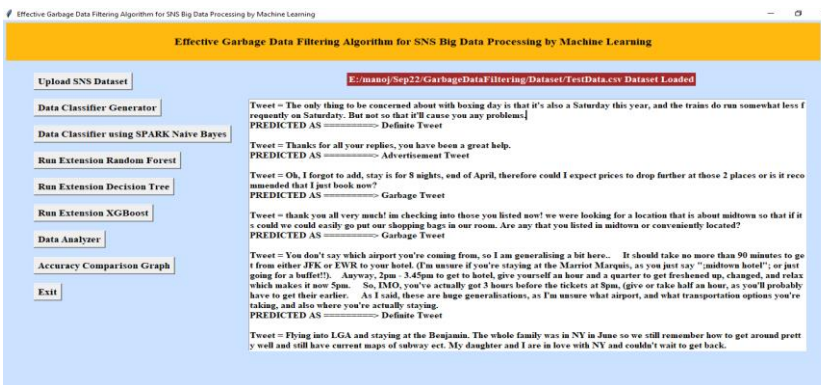 Effective Garbage Data Filtering Algorithm for SNS Big Data Processing by Machine Learning
Effective Garbage Data Filtering Algorithm for SNS Big Data Processing by Machine Learning
Upload SNS Dataset
Data Classifier Generator
Data Classifier using SPARK Naive Bayes
Run Extension Random Forest
Run Extension Decision Tree
Run Extension XGBoost
Data Analyzer
Accuracy Comparison Graph
Exit
E:/manoj/Sep22/GarbageDataFiltering/Dataset/TestData.csv Dataset Loaded
Tweet = The only thing to be concerned about with boxing day is that it's also a Saturday this year, and the trains do run somewhat less f
requently on Saturdaty. But not so that it'll cause you any problems.
PREDICTED AS =========> Definite Tweet
Tweet = Thanks for all your replies, you have been a great help.
PREDICTED AS =========> Advertisement Tweet
Tweet = Oh, I forgot to add, stay is for 8 nights, end of April, therefore could I expect prices to drop further at those 2 places or is it reco
mmended that I just book now?
PREDICTED AS =========> Garbage Tweet
Tweet = thank you all very much! im checking into those you listed now! we were looking for a location that is about midtown so that if it
s could we could easily go put our shopping bags in our room. Are any that you listed in midtown or conveniently located?
PREDICTED AS =========> Garbage Tweet
Tweet = You don't say which airport you're coming from, so I am generalising a bit here.. It should take no more than 90 minutes to ge
t from either JFK or EWR to your hotel. (I'm unsure if you're staying at the Marriot Marquis, as you just say ";midtown hotel"; or just
going for a buffet!!). Anyway, 2pm - 3.45pm to get to hotel, give yourself an hour and a quarter to get freshened up, changed, and relax
which makes it now 5pm. So, IMO, you've actually got 3 hours before the tickets at 8pm, (give or take half an hour, as you'll probably
have to get their earlier. As I said, these are huge generalisations, as I'm unsure what airport, and what transportation options you're
taking, and also where you're actually staying.
PREDICTED AS =========> Definite Tweet
Tweet = Flying into LGA and staying at the Benjamin. The whole family was in NY in June so we still remember how to get around prett
y well and still have current maps of subway ect. My daughter and I are in love with NY and couldn't wait to get back.